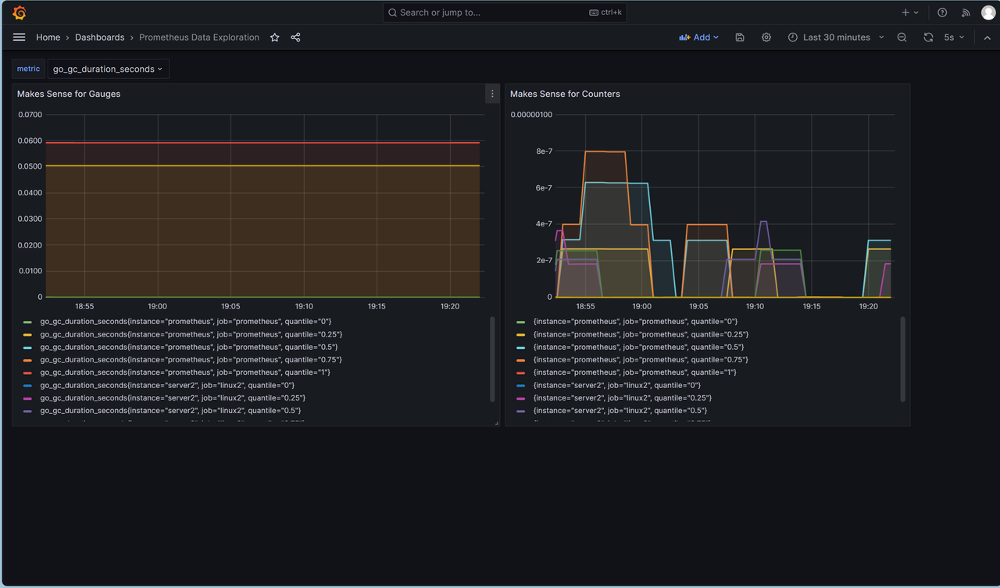 Search or jump to...
ctrl+k
Home › Dashboards › Prometheus Data Exploration
Add
Last 30 minutes
5s
metric
go_gc_duration_seconds
Makes Sense for Gauges
0.0700
0.0600
0.0500
0.0400
0.0300
0.0200
0.0100
0
18:55 19:00 19:05 19:10 19:15 19:20
go_gc_duration_seconds{instance="prometheus", job="prometheus", quantile="0"}
go_gc_duration_seconds{instance="prometheus", job="prometheus", quantile="0.25"}
go_gc_duration_seconds{instance="prometheus", job="prometheus", quantile="0.5"}
go_gc_duration_seconds{instance="prometheus", job="prometheus", quantile="0.75"}
go_gc_duration_seconds{instance="prometheus", job="prometheus", quantile="1"}
go_gc_duration_seconds{instance="server2", job="linux2", quantile="0"}
go_gc_duration_seconds{instance="server2", job="linux2", quantile="0.25"}
go_gc_duration_seconds{instance="server2", job="linux2", quantile="0.5"}
Makes Sense for Counters
0.00000100
8e-7
6e-7
4e-7
2e-7
0
18:55 19:00 19:05 19:10 19:15 19:20
{instance="prometheus", job="prometheus", quantile="0"}
{instance="prometheus", job="prometheus", quantile="0.25"}
{instance="prometheus", job="prometheus", quantile="0.5"}
{instance="prometheus", job="prometheus", quantile="0.75"}
{instance="prometheus", job="prometheus", quantile="1"}
{instance="server2", job="linux2", quantile="0"}
{instance="server2", job="linux2", quantile="0.25"}
{instance="server2", job="linux2", quantile="0.5"}